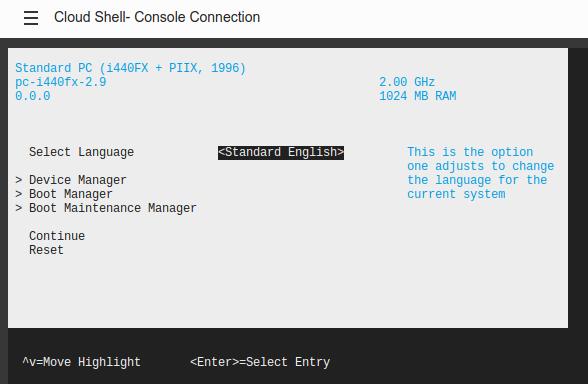 Cloud Shell- Console Connection
Standard PC (i440FX + PIIX, 1996)
pc-i440fx-2.9 2.00 GHz
0.0.0 1024 MB RAM
Select Language <Standard English> This is the option
one adjusts to change
> Device Manager the language for the
> Boot Manager current system
> Boot Maintenance Manager
Continue
Reset
^v=Move Highlight <Enter>=Select Entry